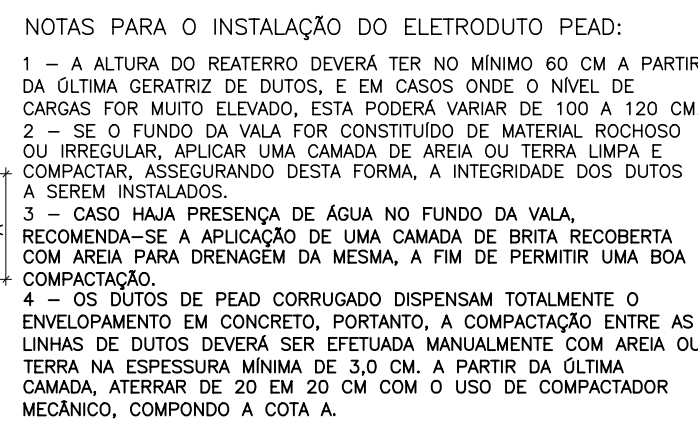 NOTAS PARA O INSTALAÇÃO DO ELETRODUTO PEAD:
1 – A ALTURA DO REATERRO DEVERÁ TER NO MÍNIMO 60 CM A PARTIR
DA ÚLTIMA GERATRIZ DE DUTOS, E EM CASOS ONDE O NÍVEL DE
CARGAS FOR MUITO ELEVADO, ESTA PODERÁ VARIAR DE 100 A 120 CM.
2 – SE O FUNDO DA VALA FOR CONSTITUÍDO DE MATERIAL ROCHOSO
OU IRREGULAR, APLICAR UMA CAMADA DE AREIA OU TERRA LIMPA E
COMPACTAR, ASSEGURANDO DESTA FORMA, A INTEGRIDADE DOS DUTOS
A SEREM INSTALADOS.
3 – CASO HAJA PRESENÇA DE ÁGUA NO FUNDO DA VALA,
RECOMENDA–SE A APLICAÇÃO DE UMA CAMADA DE BRITA RECOBERTA
COM AREIA PARA DRENAGEM DA MESMA, A FIM DE PERMITIR UMA BOA
COMPACTAÇÃO.
4 – OS DUTOS DE PEAD CORRUGADO DISPENSAM TOTALMENTE O
ENVELOPAMENTO EM CONCRETO, PORTANTO, A COMPACTAÇÃO ENTRE AS
LINHAS DE DUTOS DEVERÁ SER EFETUADA MANUALMENTE COM AREIA OU
TERRA NA ESPESSURA MÍNIMA DE 3,0 CM. A PARTIR DA ÚLTIMA
CAMADA, ATERRAR DE 20 EM 20 CM COM O USO DE COMPACTADOR
MECÂNICO, COMPONDO A COTA A.